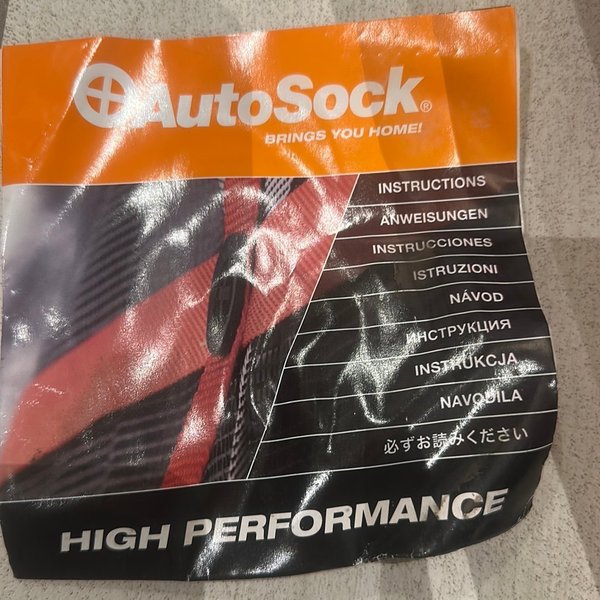 AutoSock®
BRINGS YOU HOME!
INSTRUCTIONS
ANWEISUNGEN
INSTRUCCIONES
ISTRUZIONI
NÁVOD
ИНСТРУКЦИЯ
INSTRUKCJA
NAVODILA
必ずお読みください
HIGH PERFORMANCE